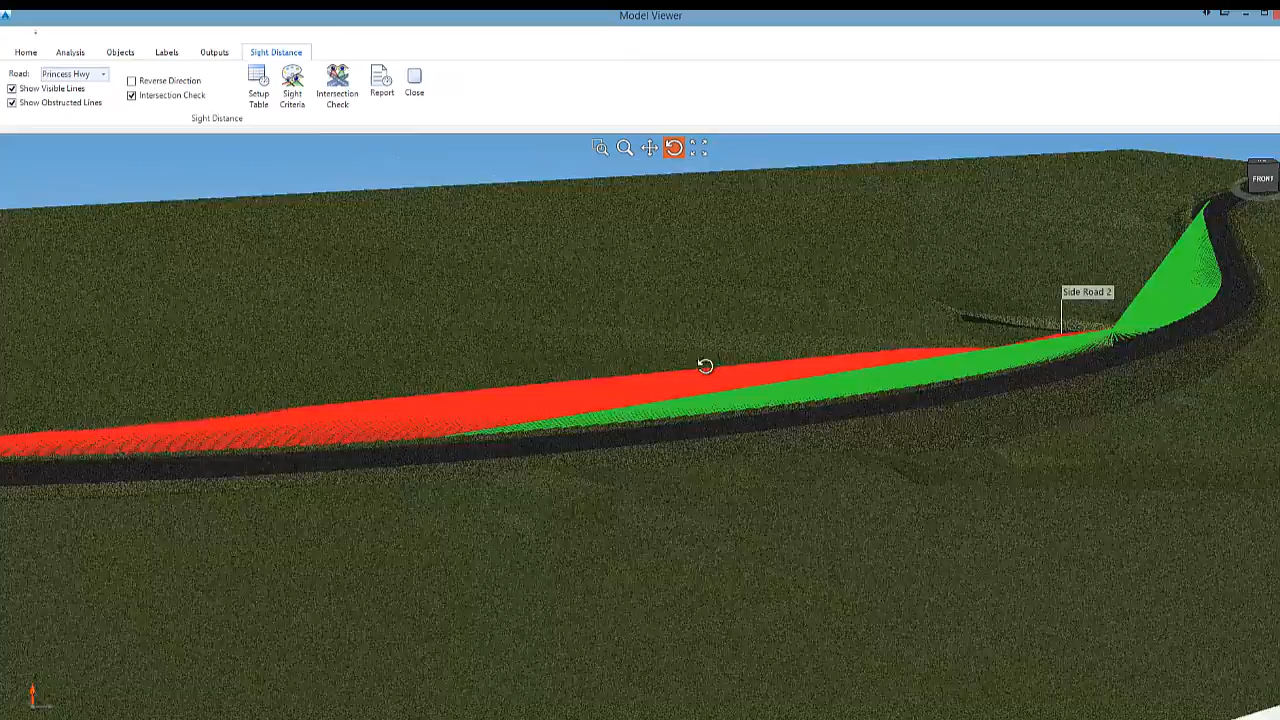 Model Viewer
Home Analysis Objects Labels Outputs Sight Distance
Road: Princess Hwy
Show Visible Lines
Show Obstructed Lines
Reverse Direction
Intersection Check
Setup Table
Sight Criteria
Intersection Check
Report
Close
Sight Distance
FRONT
Side Road 2